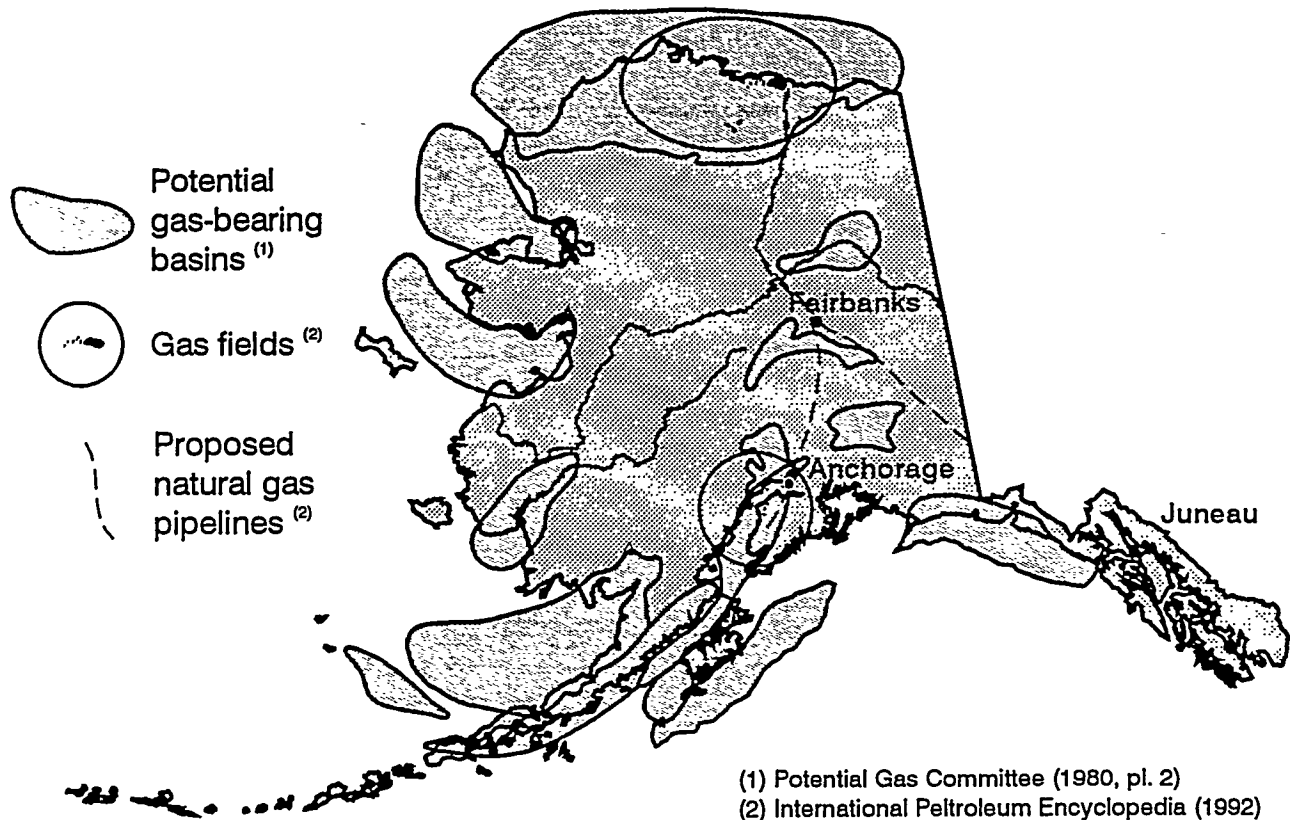 Potential
gas-bearing
basins (1)
Gas fields (2)
Proposed
natural gas
pipelines (2)
Fairbanks
Anchorage
Juneau
(1) Potential Gas Committee (1980, pl. 2)
(2) International Peltroleum Encyclopedia (1992)